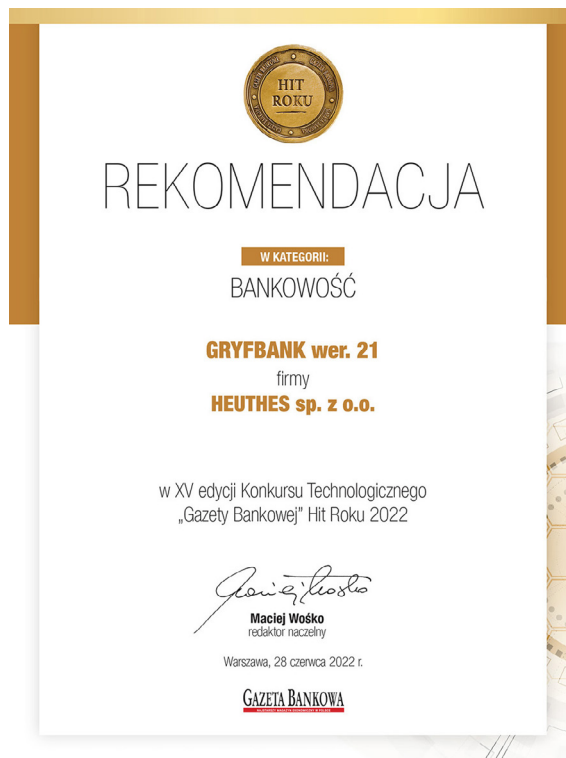 HIT
ROKU
REKOMENDACJA
W KATEGORII:
BANKOWOŚĆ
GRYFBANK wer. 21
firmy
HEUTHES sp. z o.o.
w XV edycji Konkursu Technologicznego
„Gazety Bankowej” Hit Roku 2022
Maciej Wośko
redaktor naczelny
Warszawa, 28 czerwca 2022 r.
GAZETA BANKOWA